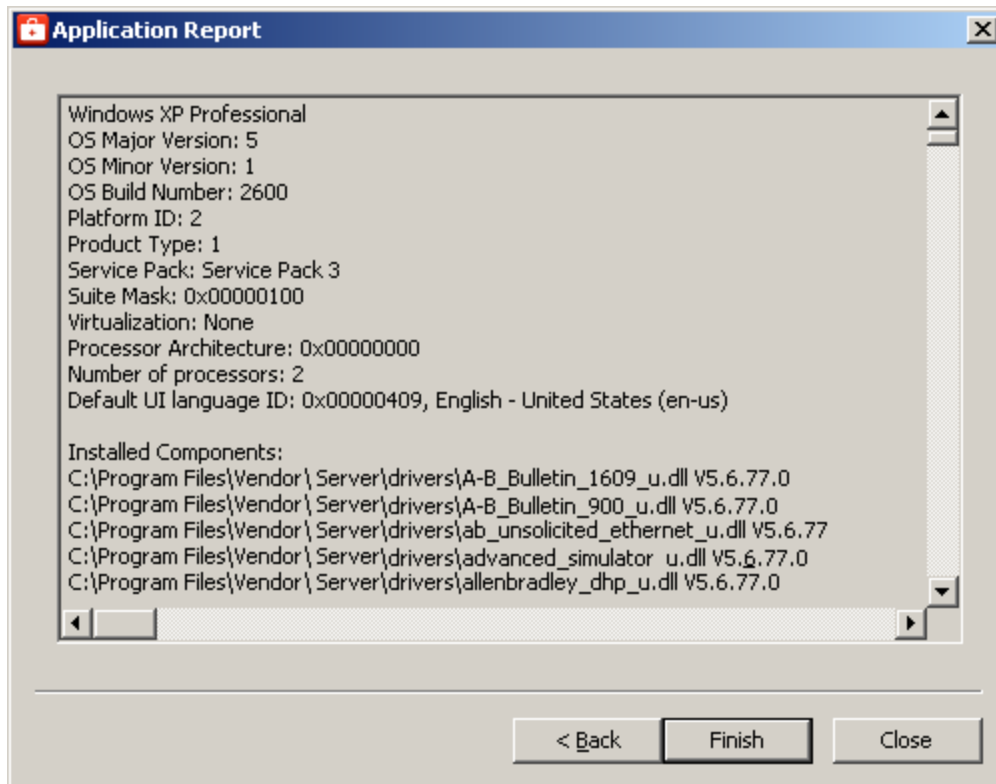 Application Report
Windows XP Professional
OS Major Version: 5
OS Minor Version: 1
OS Build Number: 2600
Platform ID: 2
Product Type: 1
Service Pack: Service Pack 3
Suite Mask: 0x00000100
Virtualization: None
Processor Architecture: 0x00000000
Number of processors: 2
Default UI language ID: 0x00000409, English - United States (en-us)
Installed Components:
C:\Program Files\Vendor\ Server\drivers\A-B_Bulletin_1609_u.dll V5.6.77.0
C:\Program Files\Vendor\ Server\drivers\A-B_Bulletin_900_u.dll V5.6.77.0
C:\Program Files\Vendor\ Server\drivers\ab_unsolicited_ethernet_u.dll V5.6.77
C:\Program Files\Vendor\ Server\drivers\advanced_simulator u.dll V5.6.77.0
C:\Program Files\Vendor\ Server\drivers\allenbradley_dhp_u.dll V5.6.77.0
< Back Finish Close